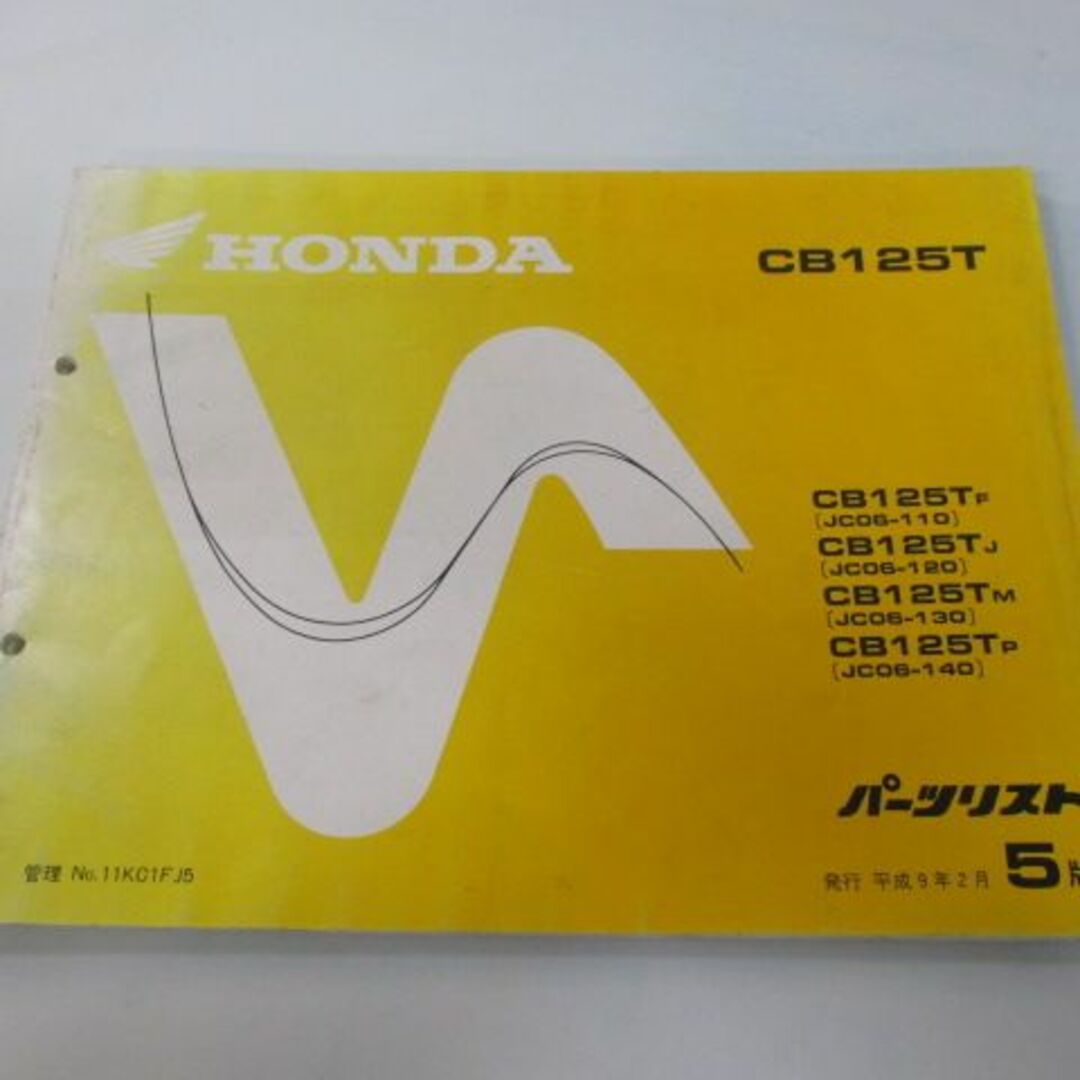 HONDA
CB125T
CB125TF
[JC06-110]
CB125TJ
[JC06-120]
CB125TM
[JC06-130]
CB125TP
[JC06-140]
パーツリスト
管理 No.11KC1FJ5
発行 平成9年2月 5版